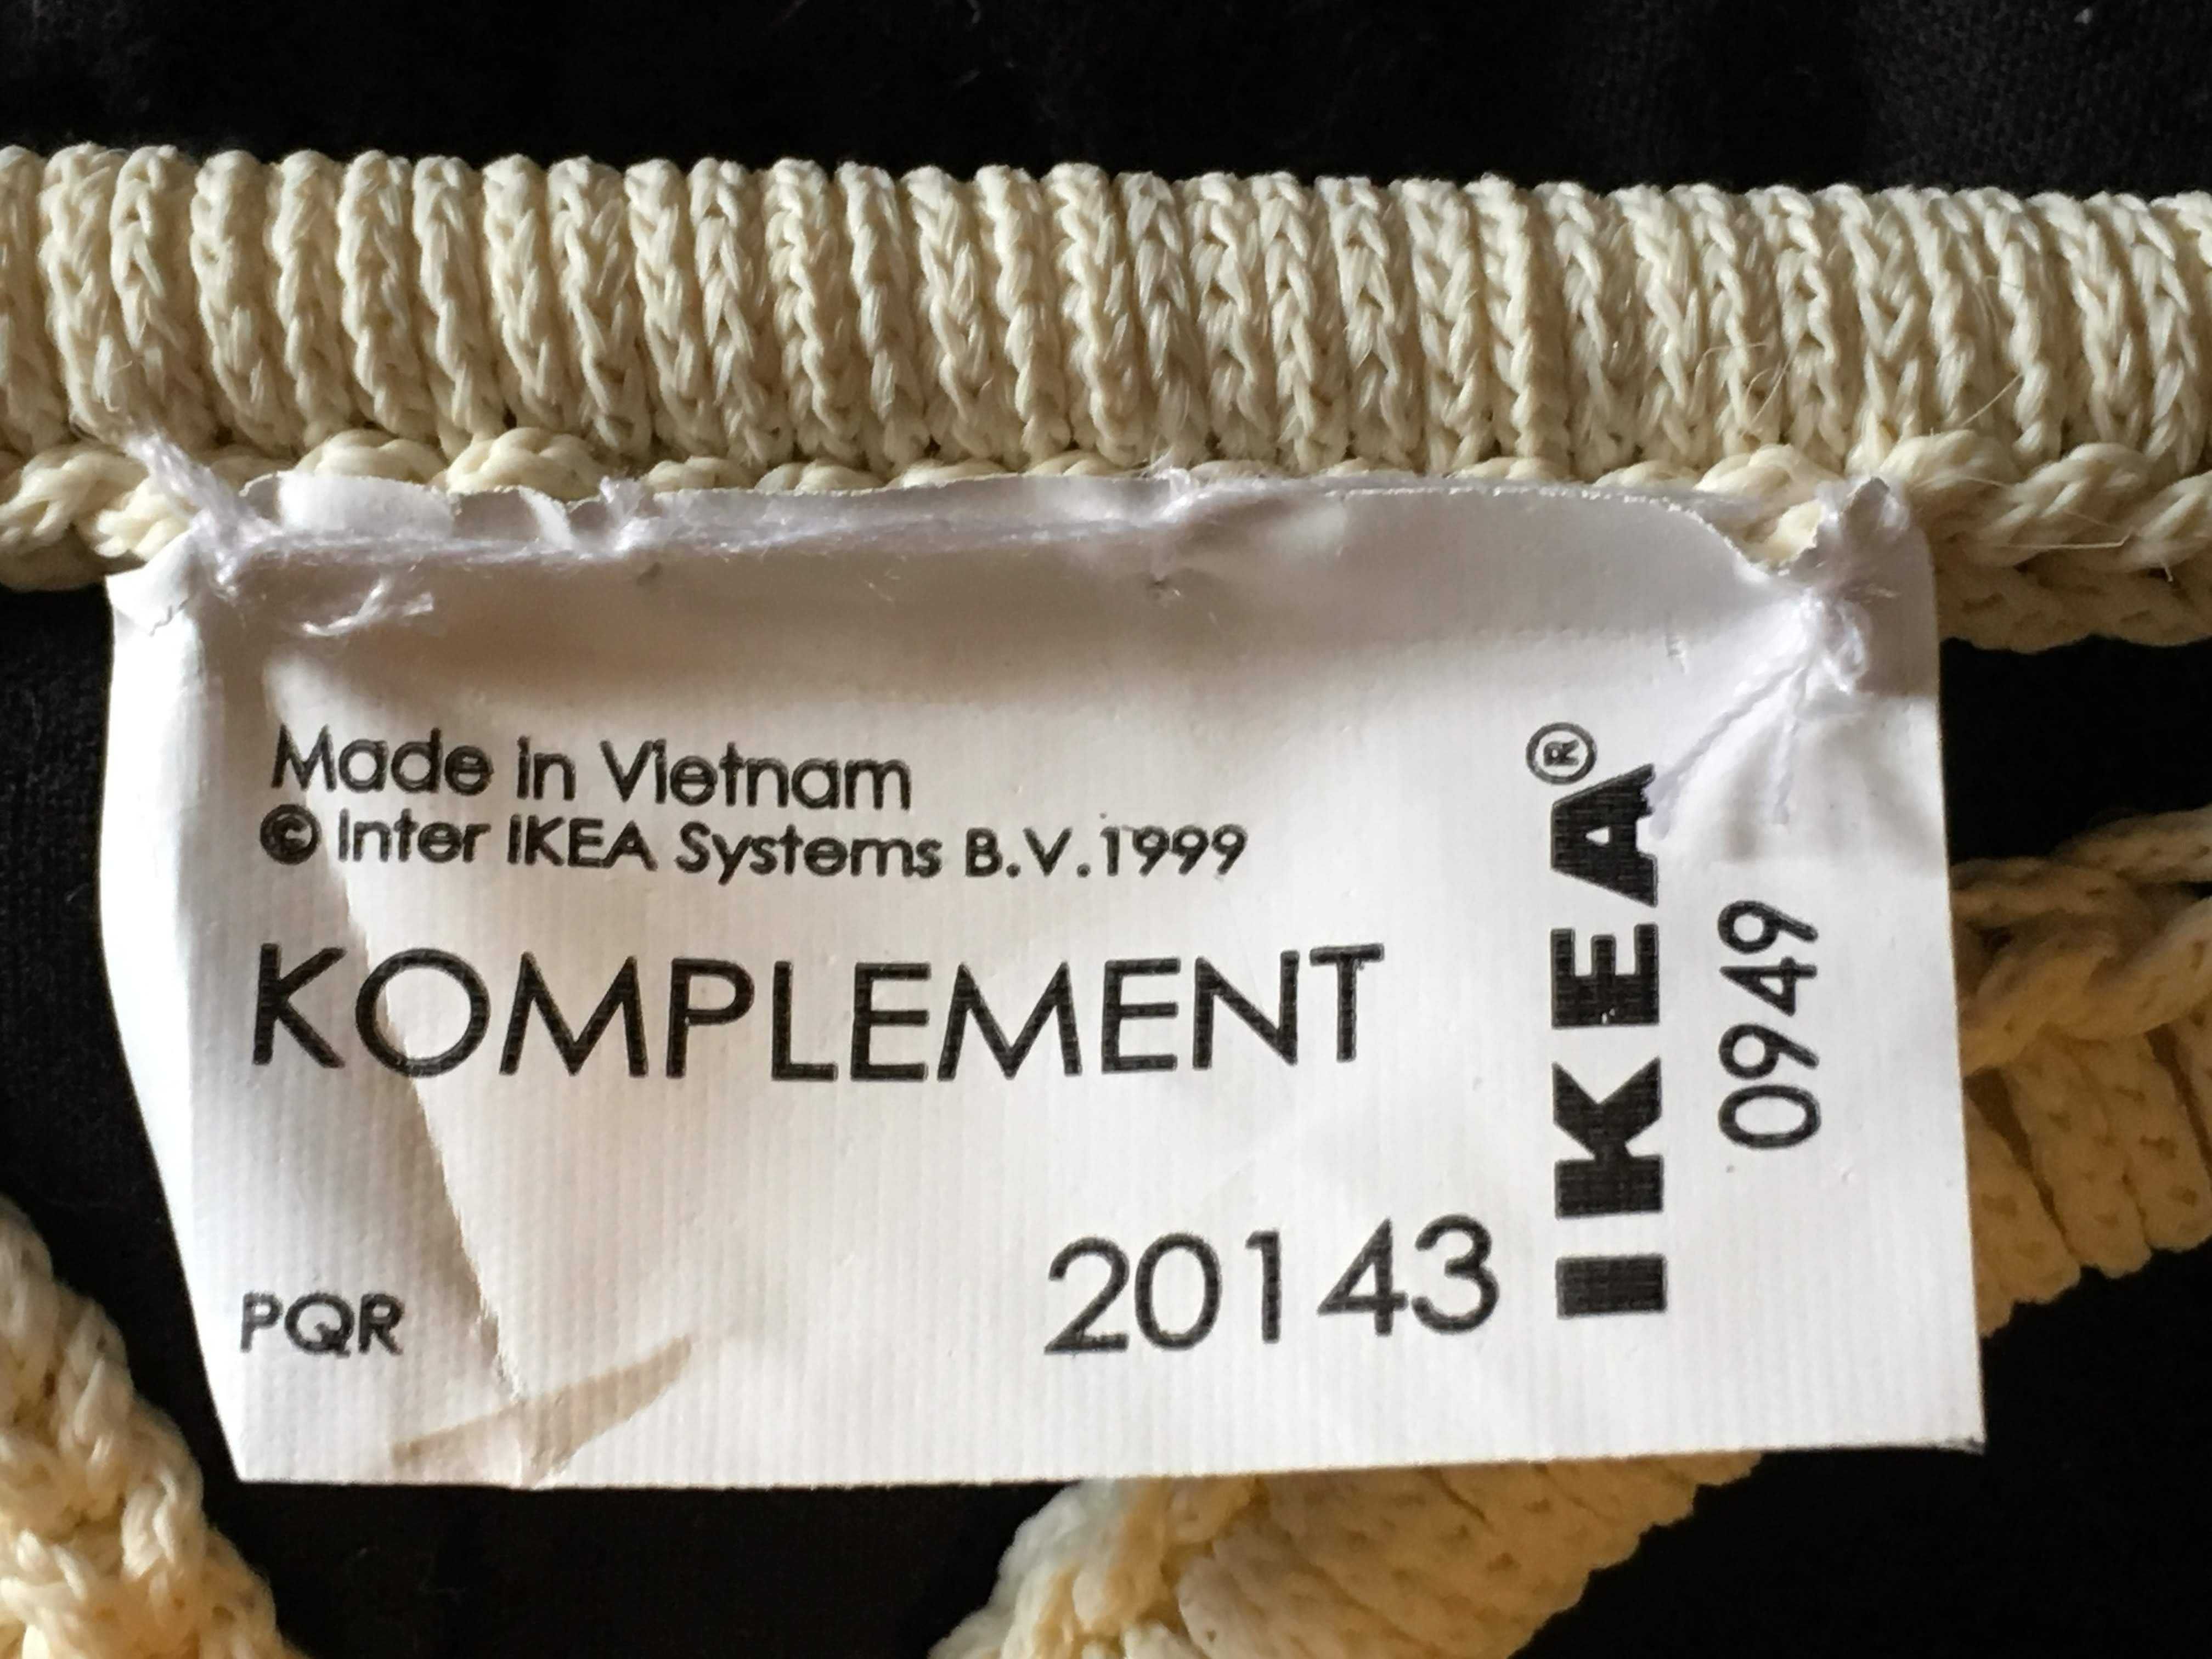 Made in Vietnam
© Inter IKEA Systems B.V. 1999
KOMPLEMENT
PQR
20143
IKEA®
0949